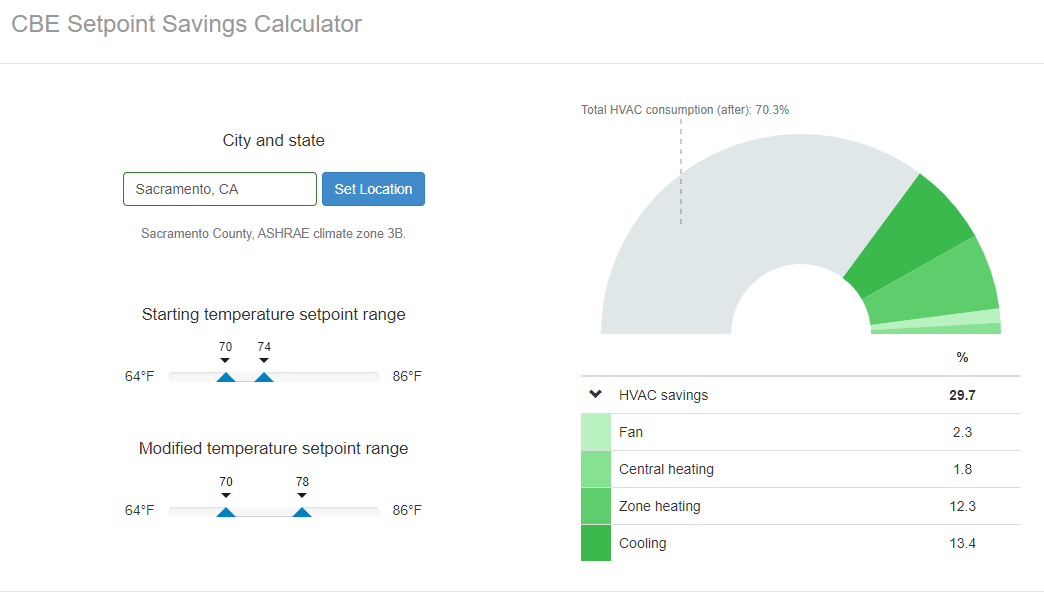 CBE Setpoint Savings Calculator
City and state
Sacramento, CA
Set Location
Sacramento County, ASHRAE climate zone 3B.
Starting temperature setpoint range
70 74
64°F 86°F
Modified temperature setpoint range
70 78
64°F 86°F
Total HVAC consumption (after): 70.3%
%
HVAC savings 29.7
Fan 2.3
Central heating 1.8
Zone heating 12.3
Cooling 13.4